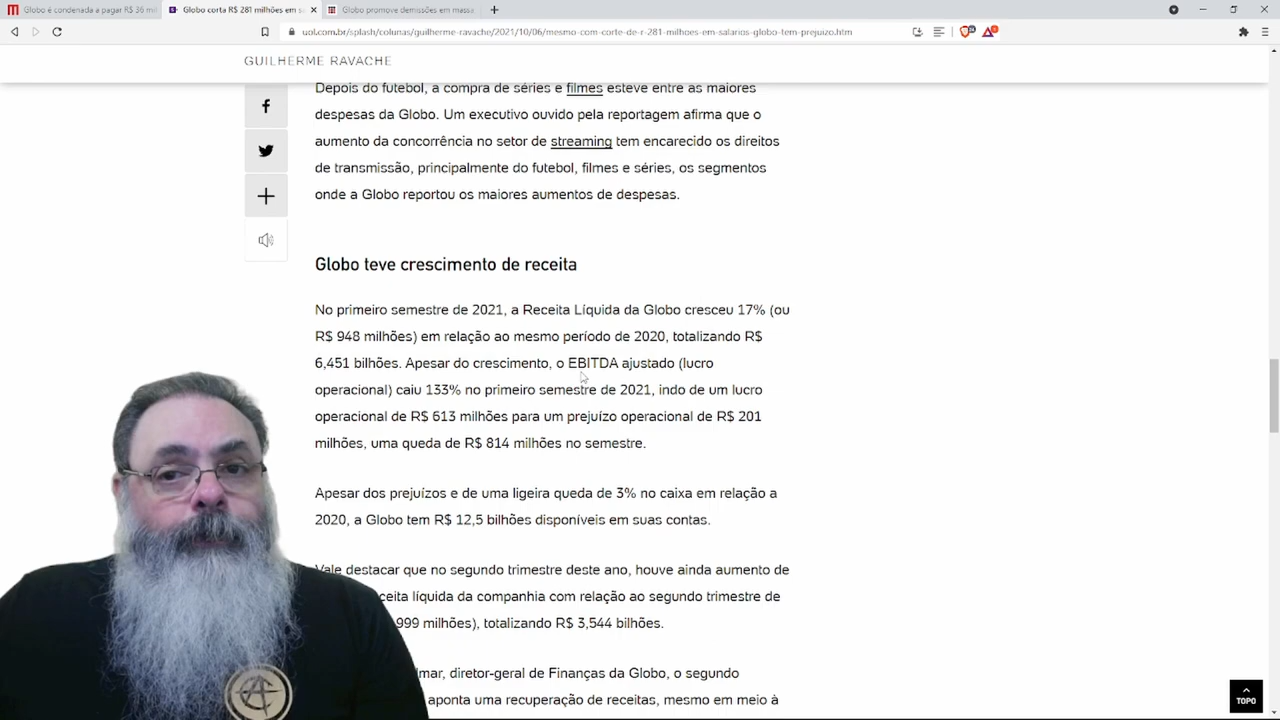 Globo é condenada a pagar R$ 36 mil
Globo corta R$ 281 milhões em s
Globo promove demissões em massa
uol.com.br/splash/colunas/guilherme-ravache/2021/10/06/mesmo-com-corte-de-r-281-milhoes-em-salarios-globo-tem-prejuizo.htm
GUILHERME RAVACHE
Depois do futebol, a compra de séries e filmes esteve entre as maiores
despesas da Globo. Um executivo ouvido pela reportagem afirma que o
aumento da concorrência no setor de streaming tem encarecido os direitos
de transmissão, principalmente do futebol, filmes e séries, os segmentos
onde a Globo reportou os maiores aumentos de despesas.
Globo teve crescimento de receita
No primeiro semestre de 2021, a Receita Líquida da Globo cresceu 17% (ou
R$ 948 milhões) em relação ao mesmo período de 2020, totalizando R$
6,451 bilhões. Apesar do crescimento, o EBITDA ajustado (lucro
operacional) caiu 133% no primeiro semestre de 2021, indo de um lucro
operacional de R$ 613 milhões para um prejuízo operacional de R$ 201
milhões, uma queda de R$ 814 milhões no semestre.
Apesar dos prejuízos e de uma ligeira queda de 3% no caixa em relação a
2020, a Globo tem R$ 12,5 bilhões disponíveis em suas contas.
Vale destacar que no segundo trimestre deste ano, houve ainda aumento de
ceita líquida da companhia com relação ao segundo trimestre de
999 milhões), totalizando R$ 3,544 bilhões.
lmar, diretor-geral de Finanças da Globo, o segundo
aponta uma recuperação de receitas, mesmo em meio à
TOPO